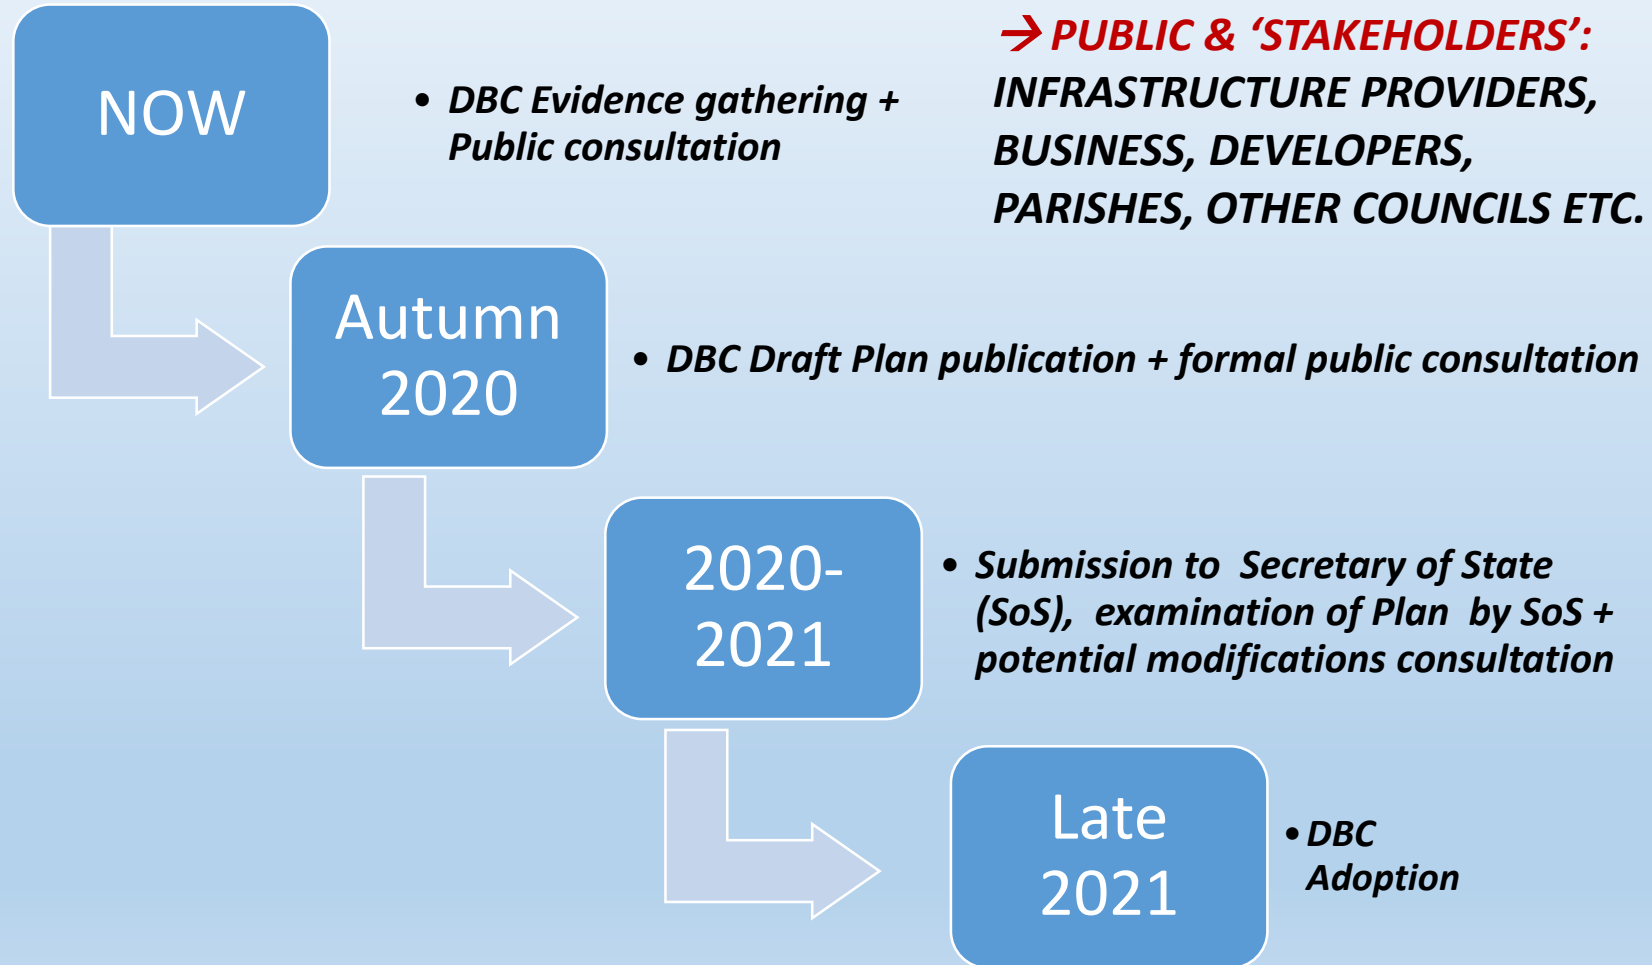 NOW
• DBC Evidence gathering +
Public consultation
→ PUBLIC & ‘STAKEHOLDERS’:
INFRASTRUCTURE PROVIDERS,
BUSINESS, DEVELOPERS,
PARISHES, OTHER COUNCILS ETC.
Autumn
2020
• DBC Draft Plan publication + formal public consultation
2020-
2021
• Submission to Secretary of State
(SoS), examination of Plan by SoS +
potential modifications consultation
Late
2021
• DBC
Adoption